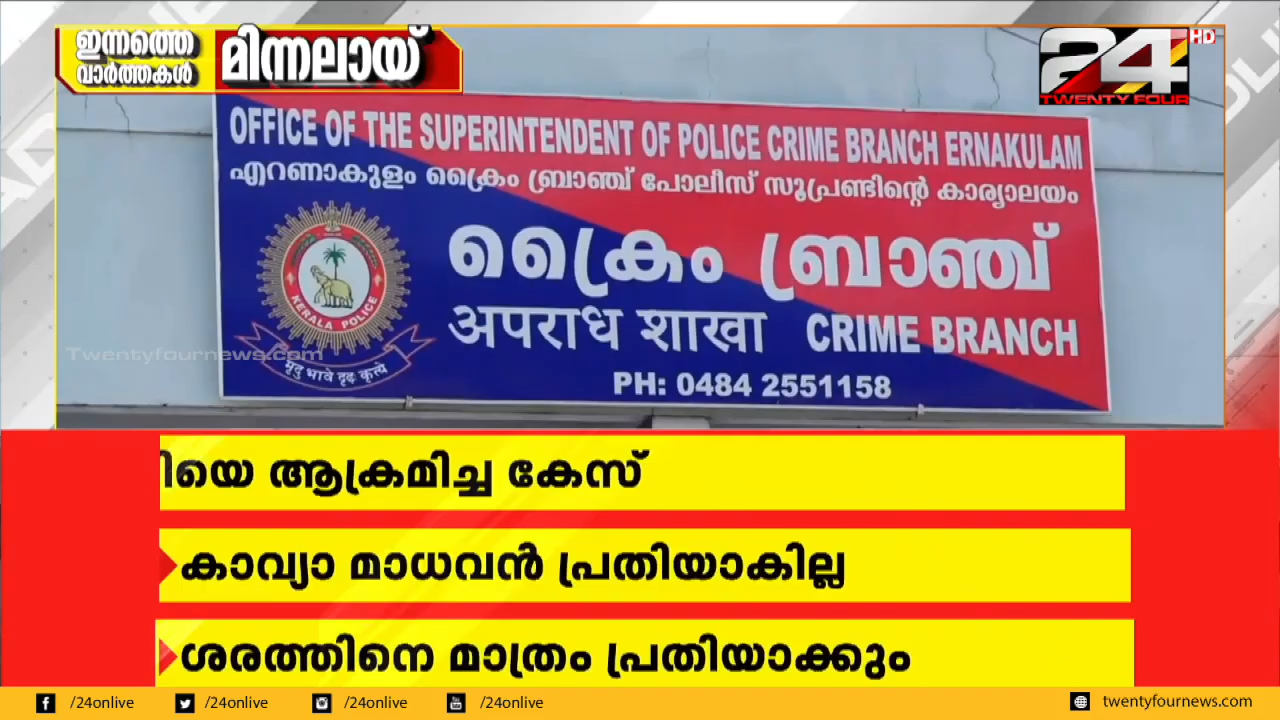 ഇന്നത്തെ
വാർത്തകൾ
മിന്നലായ്
24 HD
TWENTY FOUR
OFFICE OF THE SUPERINTENDENT OF POLICE CRIME BRANCH ERNAKULAM
എറണാകുളം ക്രൈം ബ്രാഞ്ച് പോലീസ് സൂപ്രണ്ടിന്റെ കാര്യാലയം
ക്രൈം ബ്രാഞ്ച്
अपराध शाखा CRIME BRANCH
KERALA POLICE
मृदु भावे दृढ कृत्ये
PH: 0484 2551158
Twentyfournews.com
ിയെ ആക്രമിച്ച കേസ്
കാവ്യാ മാധവൻ പ്രതിയാകില്ല
ശരത്തിനെ മാത്രം പ്രതിയാക്കും
/24onlive /24onlive /24onlive /24onlive twentyfournews.com